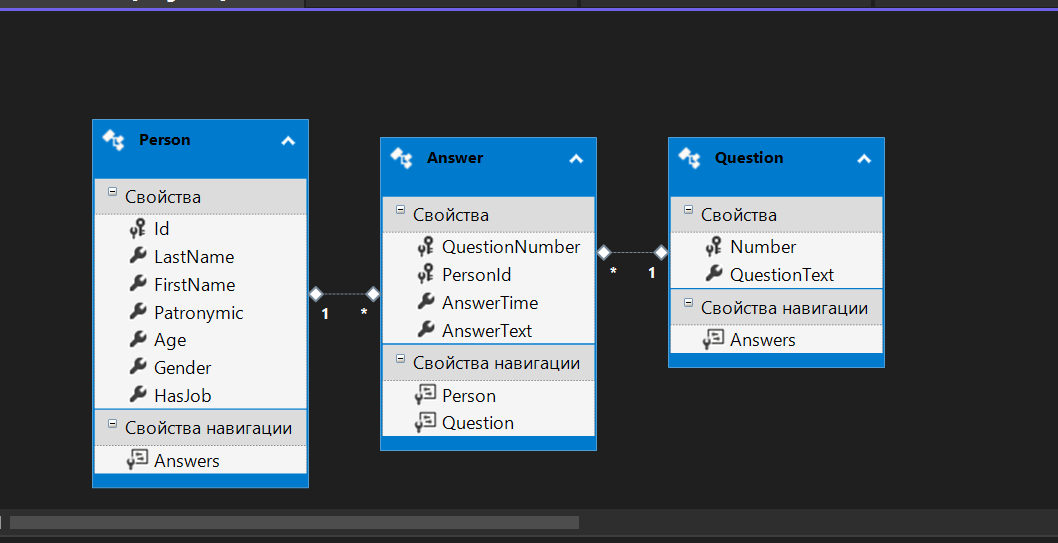 Person
Свойства
Id
LastName
FirstName
Patronymic
Age
Gender
HasJob
Свойства навигации
Answers
1
*
Answer
Свойства
QuestionNumber
PersonId
AnswerTime
AnswerText
Свойства навигации
Person
Question
*
1
Question
Свойства
Number
QuestionText
Свойства навигации
Answers